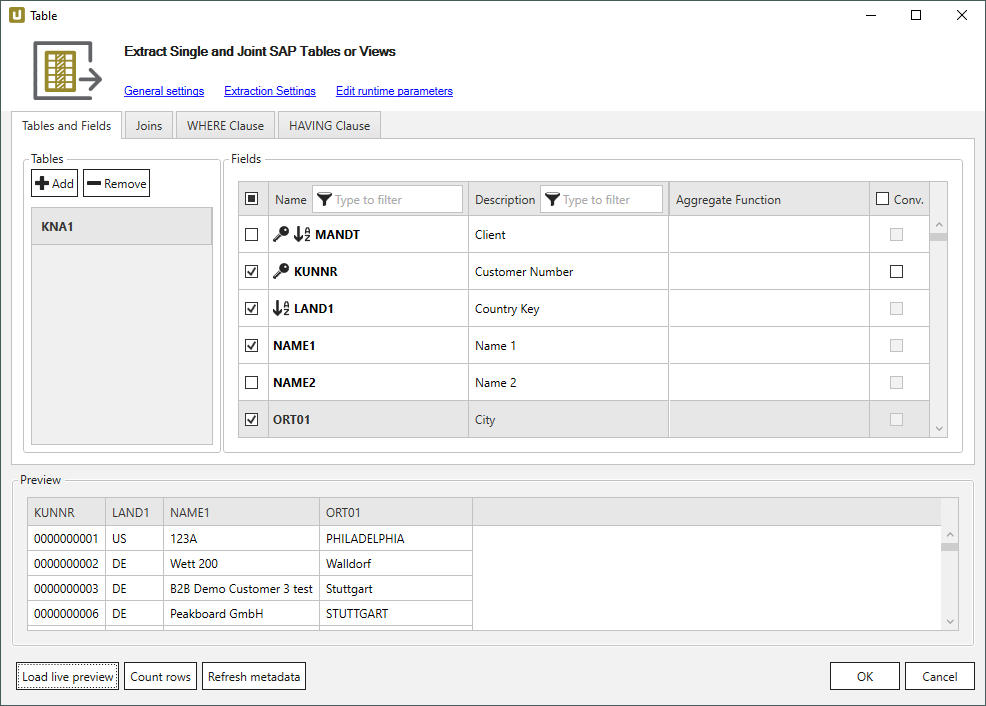 Table
Extract Single and Joint SAP Tables or Views
General settings Extraction Settings Edit runtime parameters
Tables and Fields Joins WHERE Clause HAVING Clause
Tables
Add Remove
KNA1
Fields
Name Type to filter Description Type to filter Aggregate Function Conv.
MANDT Client
KUNNR Customer Number
LAND1 Country Key
NAME1 Name 1
NAME2 Name 2
ORT01 City
Preview
KUNNR LAND1 NAME1 ORT01
0000000001 US 123A PHILADELPHIA
0000000002 DE Wett 200 Walldorf
0000000003 DE B2B Demo Customer 3 test Stuttgart
0000000006 DE Peakboard GmbH STUTTGART
Load live preview Count rows Refresh metadata OK Cancel